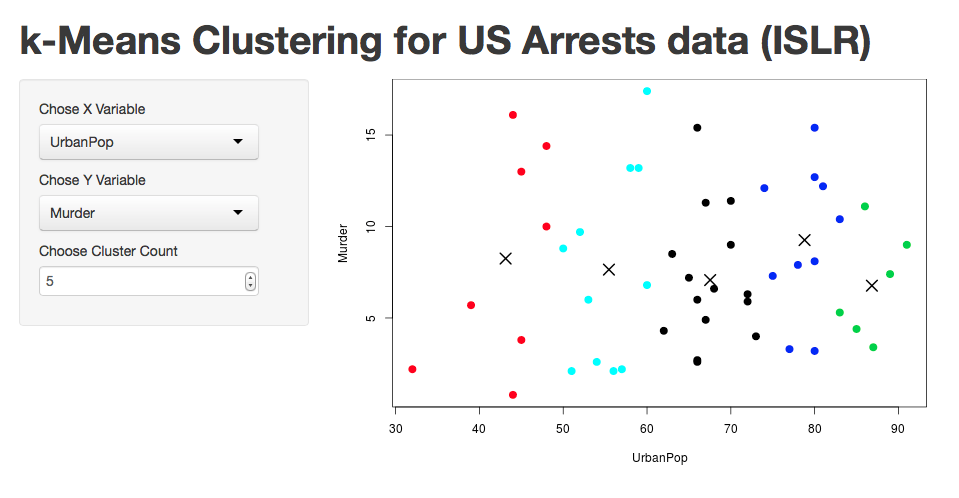 k-Means Clustering for US Arrests data (ISLR)
Chose X Variable
UrbanPop
Chose Y Variable
Murder
Choose Cluster Count
5
Murder
15
10
5
30 40 50 60 70 80 90
UrbanPop